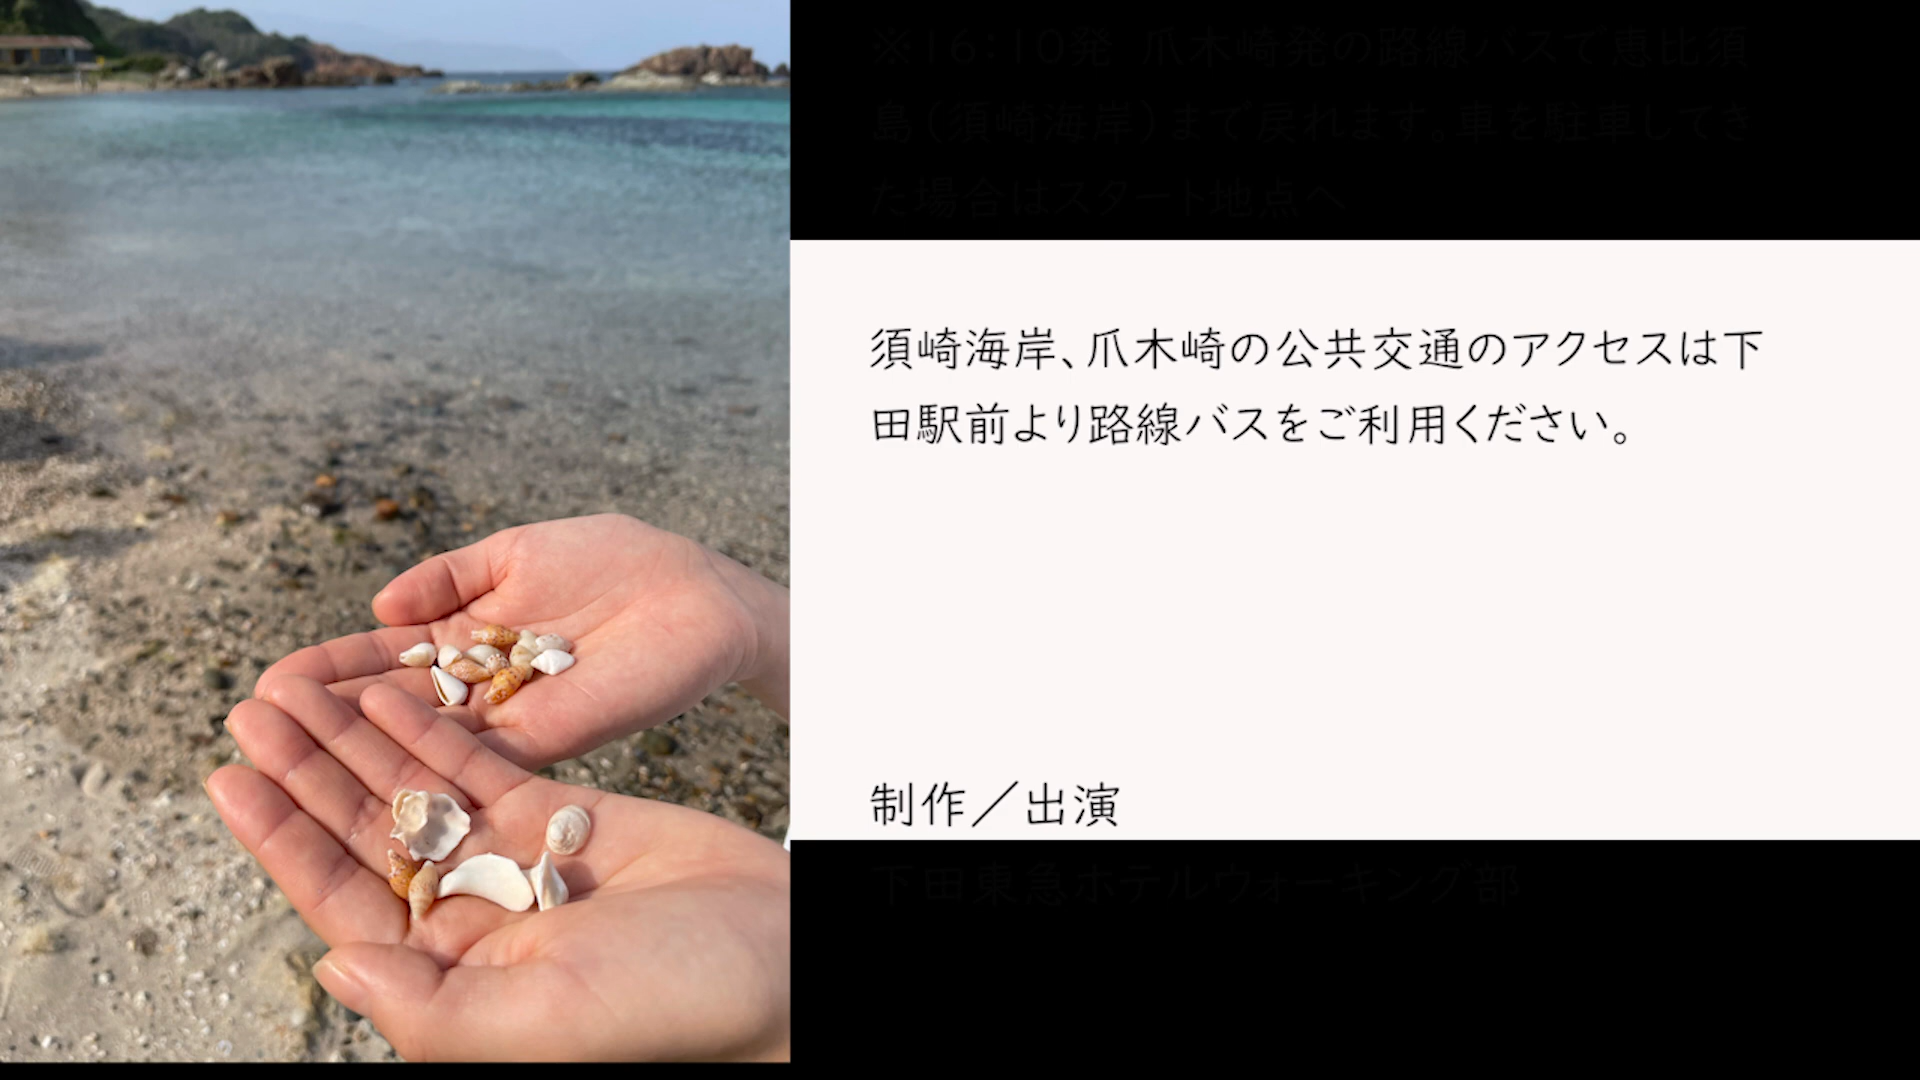 ※16:10発 爪木崎発の路線バスで恵比須
島(須崎海岸)まで戻れます。車を駐車してき
た場合はスタート地点へ
須崎海岸、爪木崎の公共交通のアクセスは下
田駅前より路線バスをご利用ください。
制作／出演
下田東急ホテルウォーキング部